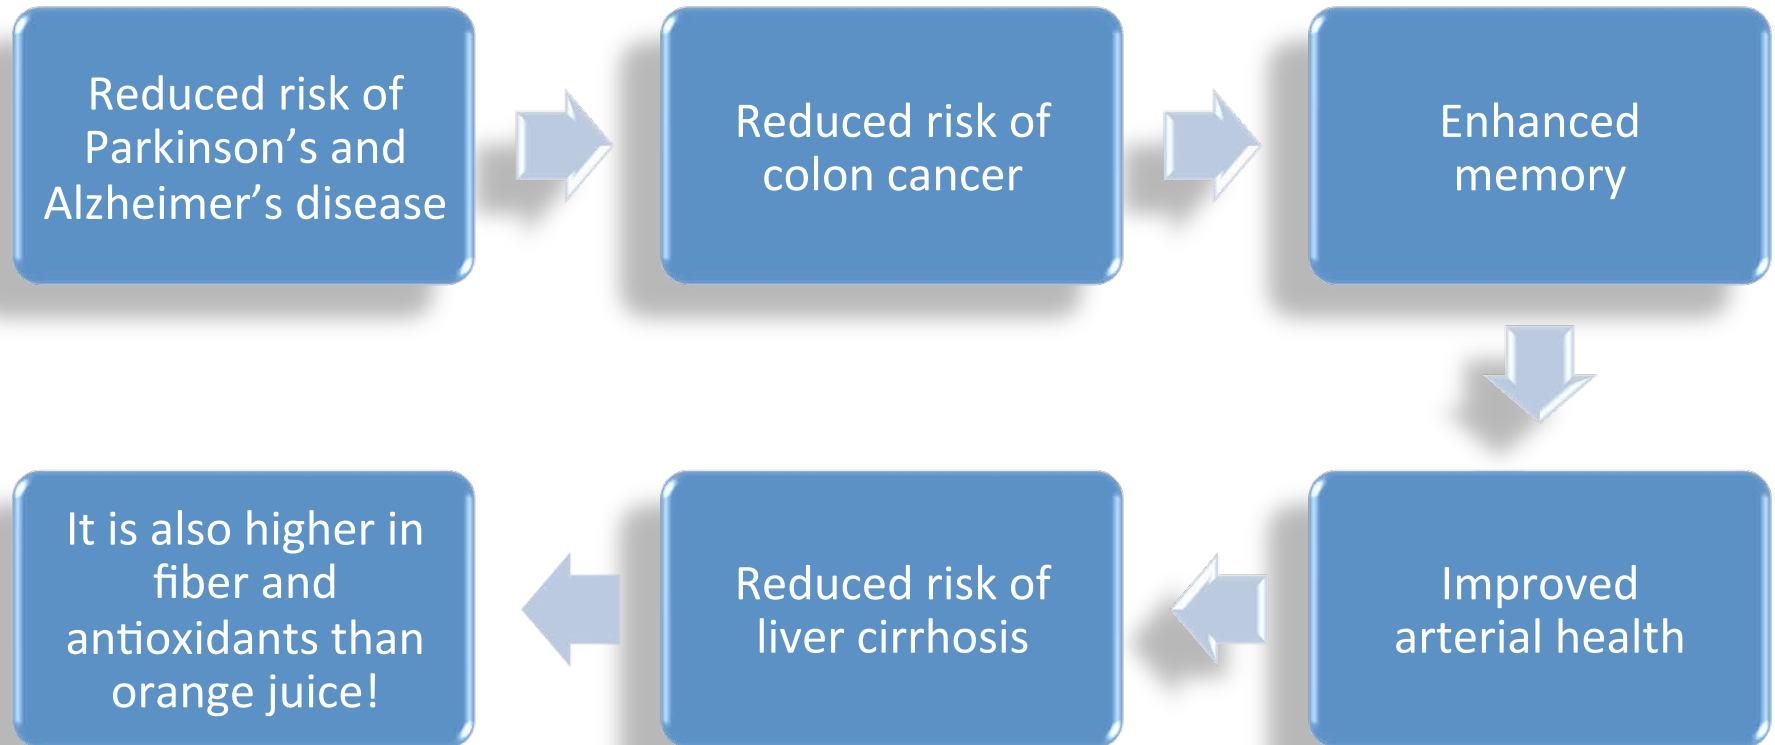 Reduced risk of
Parkinson’s and
Alzheimer’s disease
Reduced risk of
colon cancer
Enhanced
memory
Improved
arterial health
Reduced risk of
liver cirrhosis
It is also higher in
fiber and
antioxidants than
orange juice!